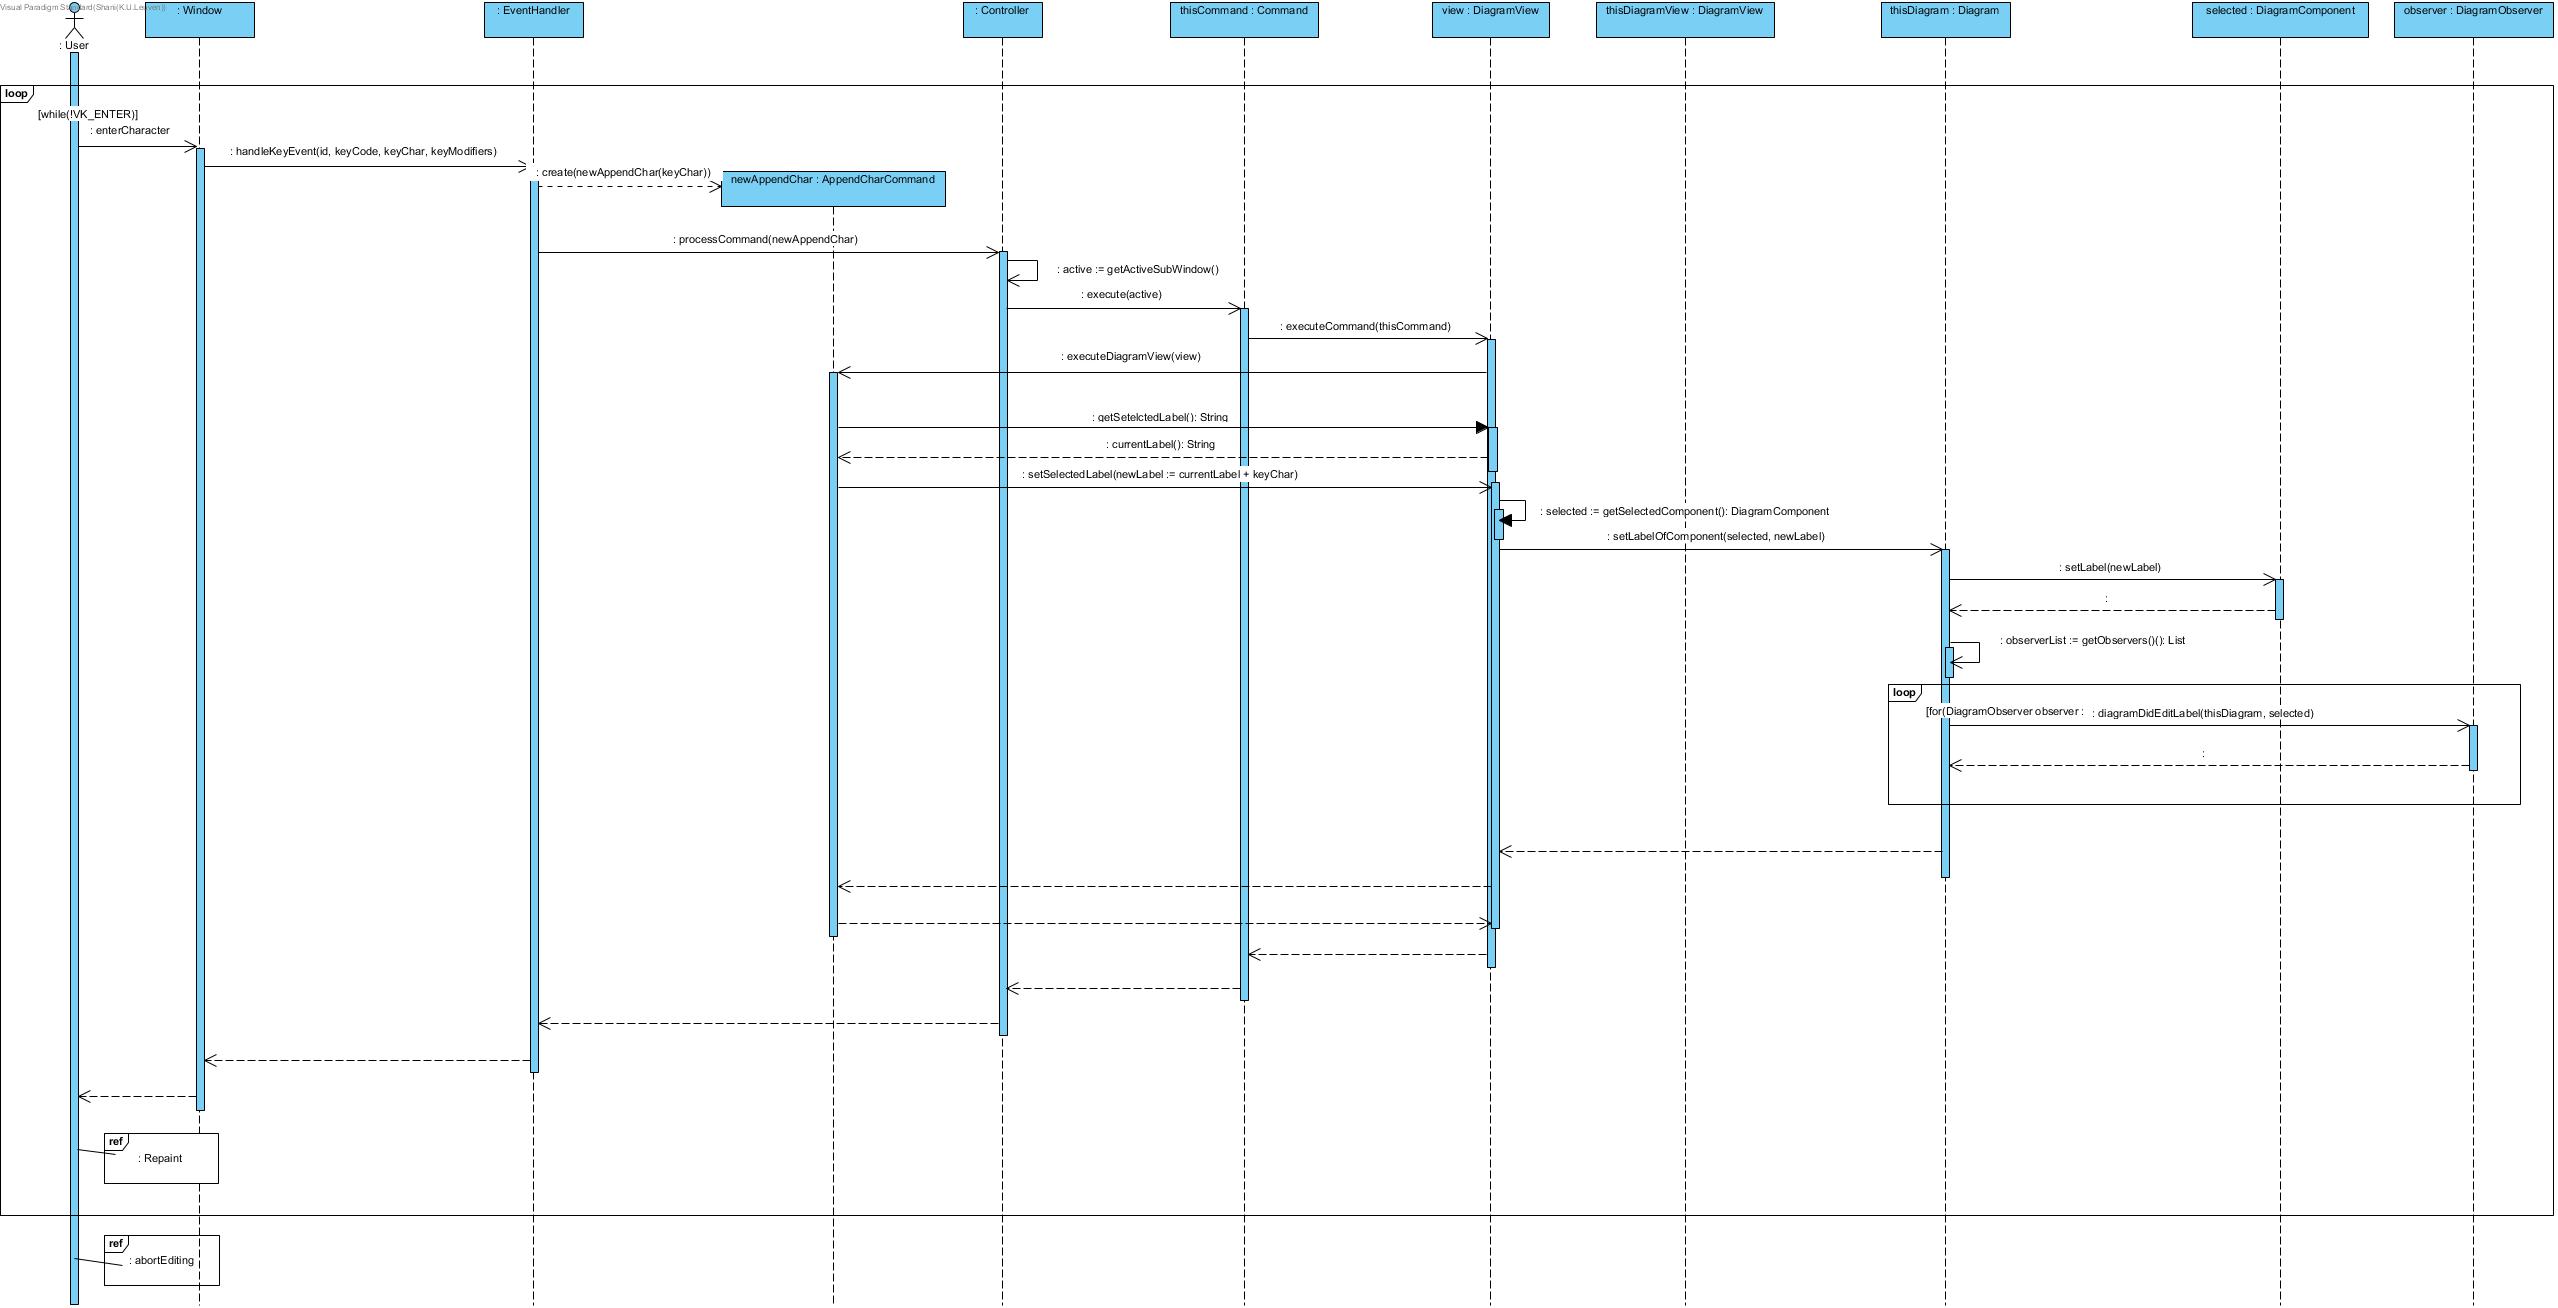 Visual Paradigm Standard(Shani(K.U.Leuven))
: User
: Window
: EventHandler
: Controller
thisCommand : Command
view : DiagramView
thisDiagramView : DiagramView
thisDiagram : Diagram
selected : DiagramComponent
observer : DiagramObserver
loop
[while(!VK_ENTER)]
: enterCharacter
: handleKeyEvent(id, keyCode, keyChar, keyModifiers)
: create(newAppendChar(keyChar))
newAppendChar : AppendCharCommand
: processCommand(newAppendChar)
: active := getActiveSubWindow()
: execute(active)
: executeCommand(thisCommand)
: executeDiagramView(view)
: getSetelctedLabel(): String
: currentLabel(): String
: setSelectedLabel(newLabel := currentLabel + keyChar)
: selected := getSelectedComponent(): DiagramComponent
: setLabelOfComponent(selected, newLabel)
: setLabel(newLabel)
:
: observerList := getObservers()(): List
loop
[for(DiagramObserver observer :
: diagramDidEditLabel(thisDiagram, selected)
:
ref
: Repaint
ref
: abortEditing